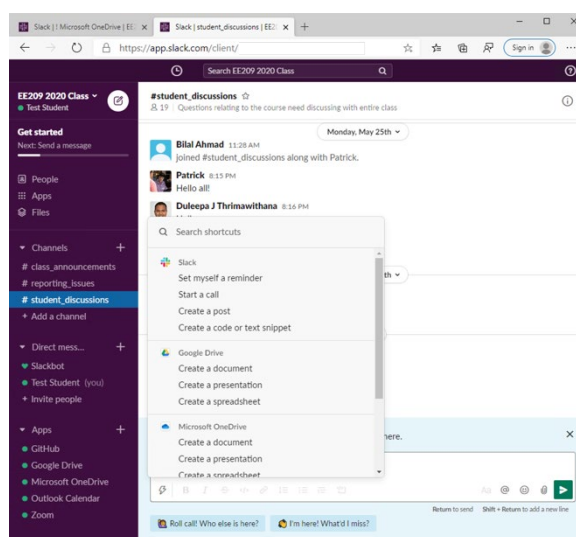 Slack | ! Microsoft OneDrive | EE
Slack | student_discussions | EE2
https://app.slack.com/client/
Sign in
Search EE209 2020 Class
EE209 2020 Class
Test Student
Get started
Next: Send a message
People
Apps
Files
Channels
# class_announcements
# reporting_issues
# student_discussions
+ Add a channel
Direct mess...
Slackbot
Test Student (you)
+ Invite people
Apps
GitHub
Google Drive
Microsoft OneDrive
Outlook Calendar
Zoom
#student_discussions
19 | Questions relating to the course need discussing with entire class
Monday, May 25th
Bilal Ahmad 11:28 AM
joined #student_discussions along with Patrick.
Patrick 8:15 PM
Hello all!
Duleepa J Thrimawithana 8:16 PM
Search shortcuts
Slack
Set myself a reminder
Start a call
Create a post
Create a code or text snippet
Google Drive
Create a document
Create a presentation
Create a spreadsheet
Microsoft OneDrive
Create a document
Create a presentation
Create a spreadsheet
th
here.
Aa @
Return to send Shift + Return to add a new line
Roll call! Who else is here?
I'm here! What'd I miss?